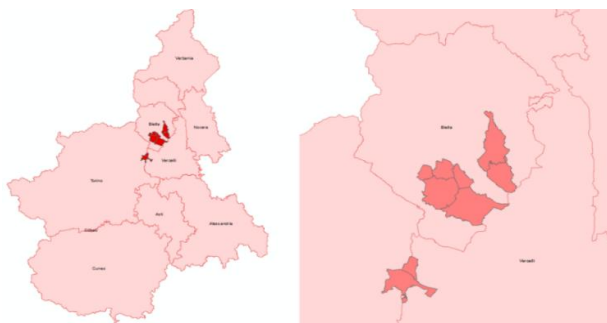 Verbania
Biella
Novara
Vercelli
Torino
Asti
Alessandria
Cuneo
Biella
Vercelli